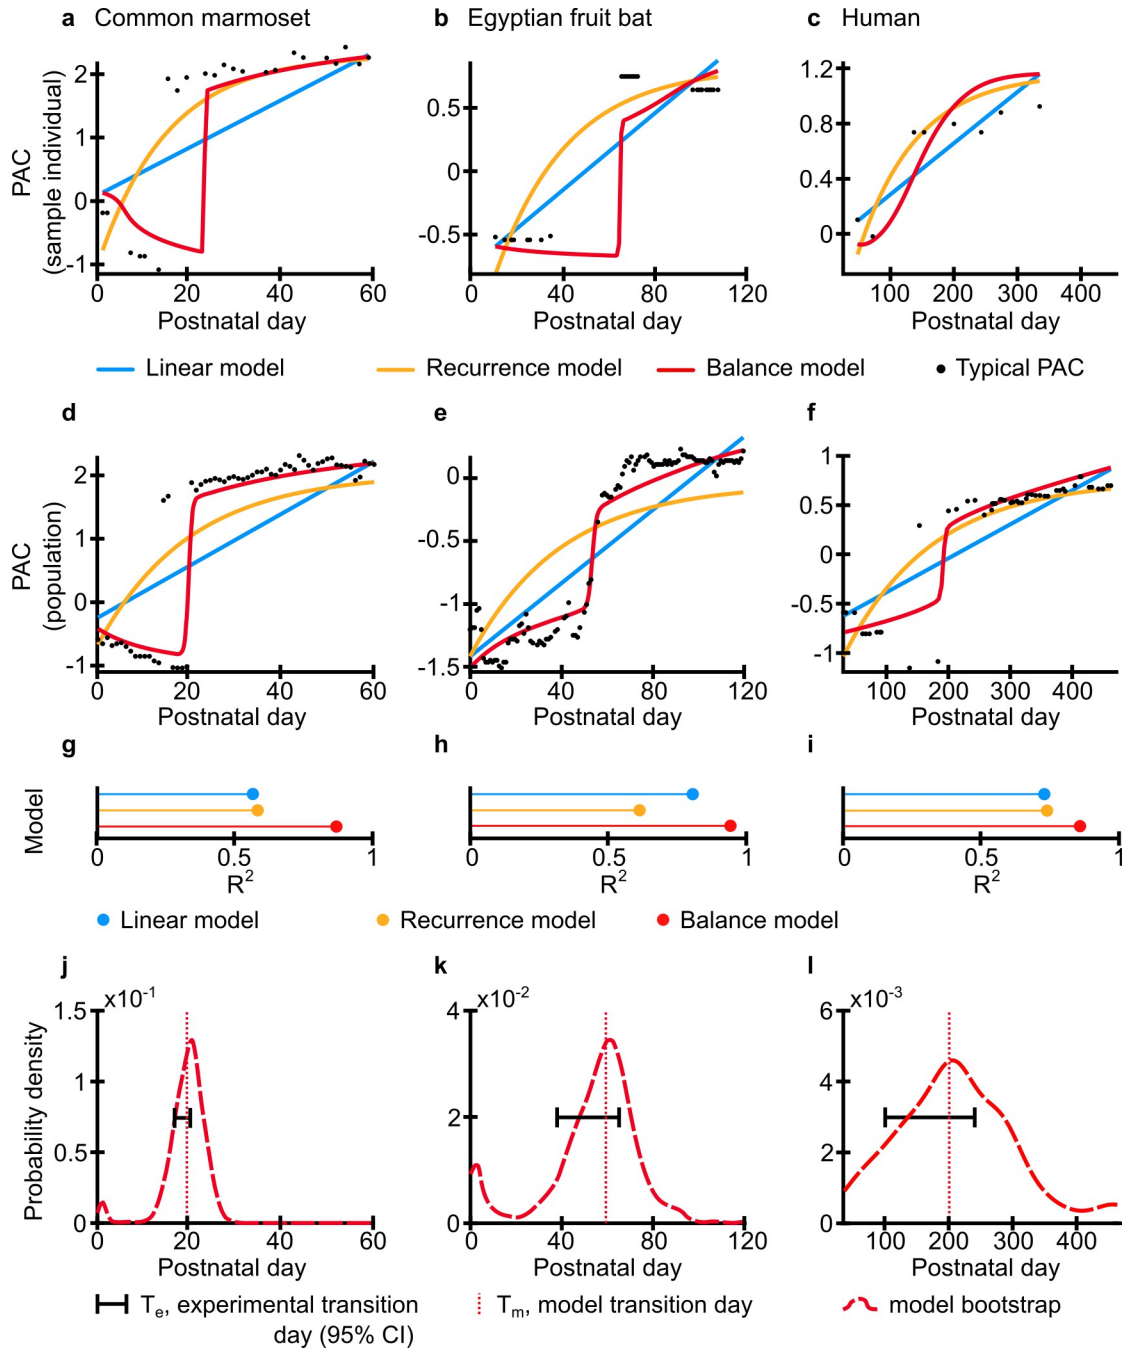 a Common marmoset
b Egyptian fruit bat
c Human
PAC
(sample individual)
2
1
0
-1
0 20 40 60
Postnatal day
0.5
0
-0.5
0 40 80 120
Postnatal day
1.2
0.8
0.4
0
100 200 300 400
Postnatal day
Linear model
Recurrence model
Balance model
Typical PAC
d
e
f
PAC
(population)
2
1
0
-1
0 20 40 60
Postnatal day
0
-0.5
-1
-1.5
0 40 80 120
Postnatal day
1
0.5
0
-0.5
-1
100 200 300 400
Postnatal day
g
h
i
Model
0 0.5 1
R²
0 0.5 1
R²
0 0.5 1
R²
Linear model
Recurrence model
Balance model
j
k
l
Probability density
x10⁻¹
1.5
1
0.5
0
0 20 40 60
Postnatal day
x10⁻²
4
2
0
0 40 80 120
Postnatal day
x10⁻³
6
4
2
0
100 200 300 400
Postnatal day
Tₑ, experimental transition
day (95% CI)
Tₘ, model transition day
model bootstrap